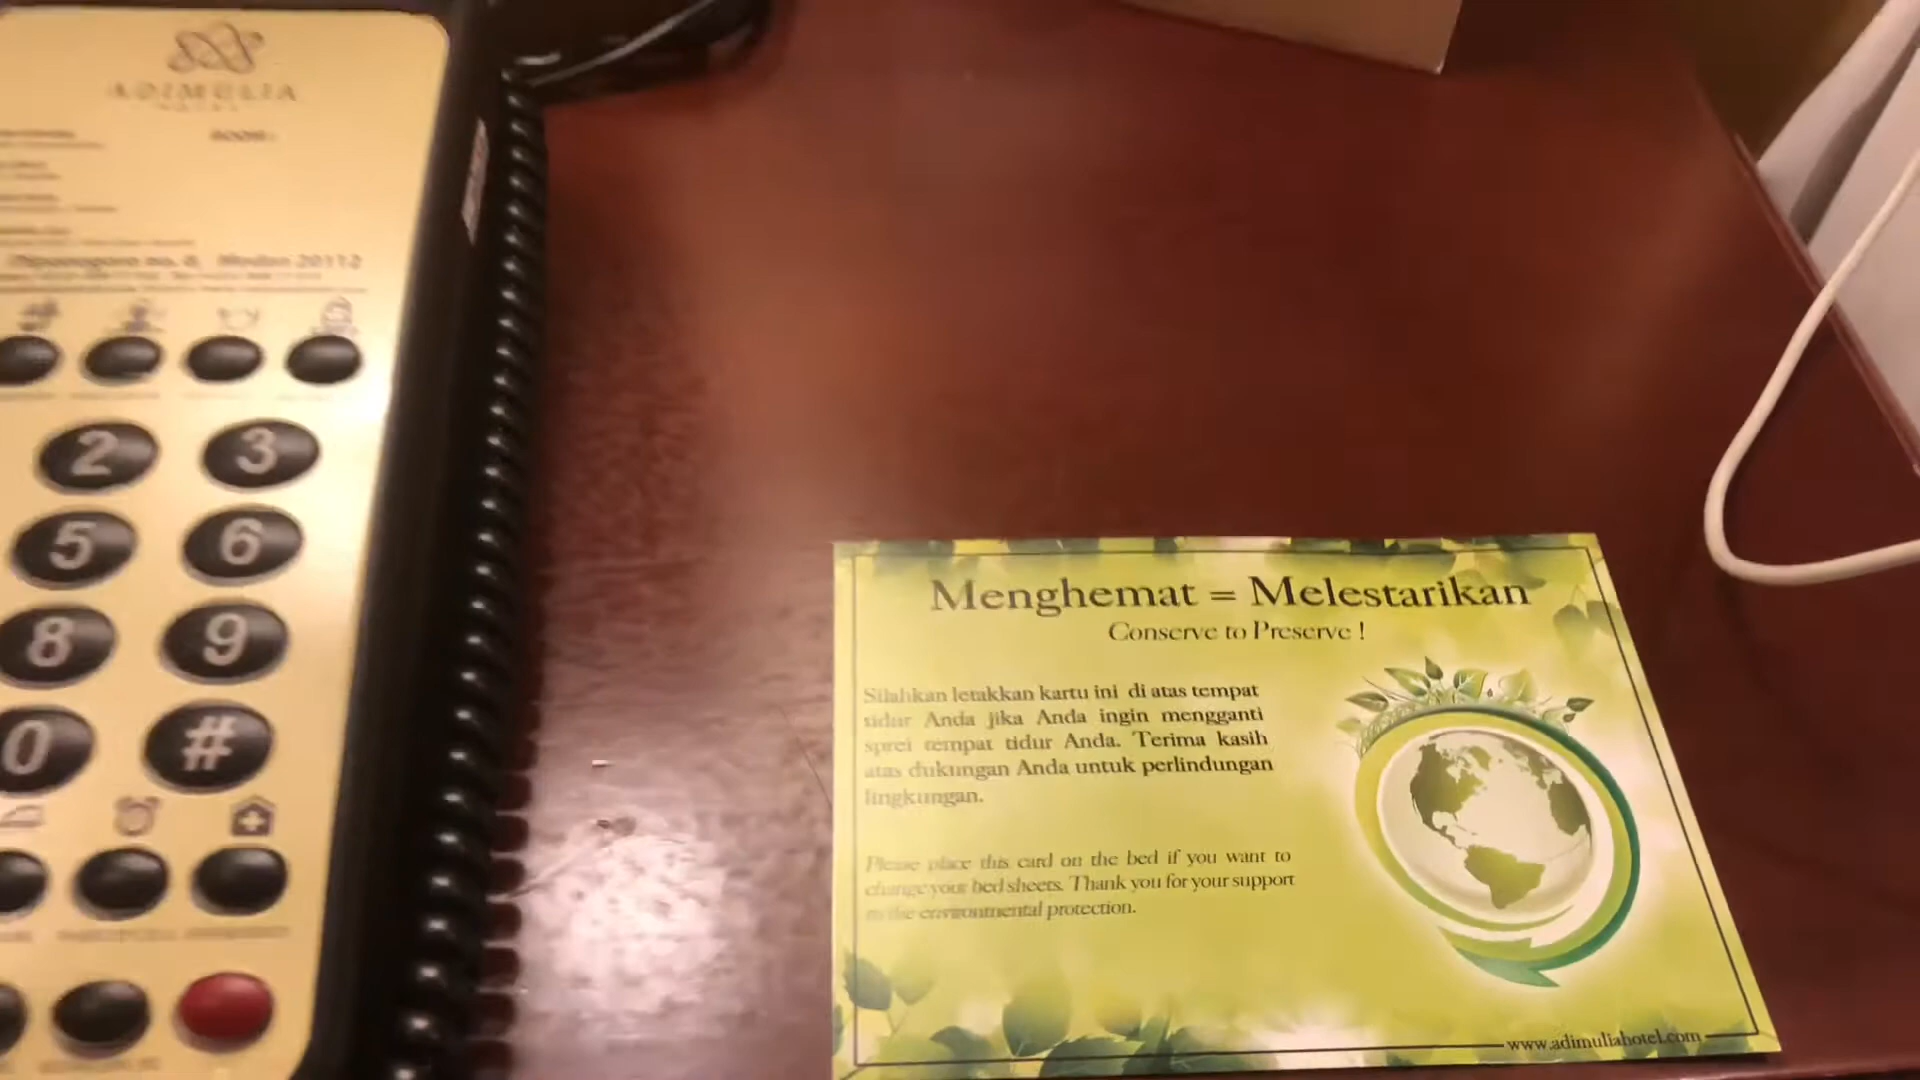 ADIMULIA
HOTEL
ROOM :
Diponegoro no. 8, Medan 20112
2 3
5 6
8 9
0 #
Menghemat = Melestarikan
Conserve to Preserve !
Silahkan letakkan kartu ini di atas tempat
tidur Anda jika Anda ingin mengganti
sprei tempat tidur Anda. Terima kasih
atas dukungan Anda untuk perlindungan
lingkungan.
Please place this card on the bed if you want to
change your bed sheets. Thank you for your support
to the environmental protection.
www.adimuliahotel.com